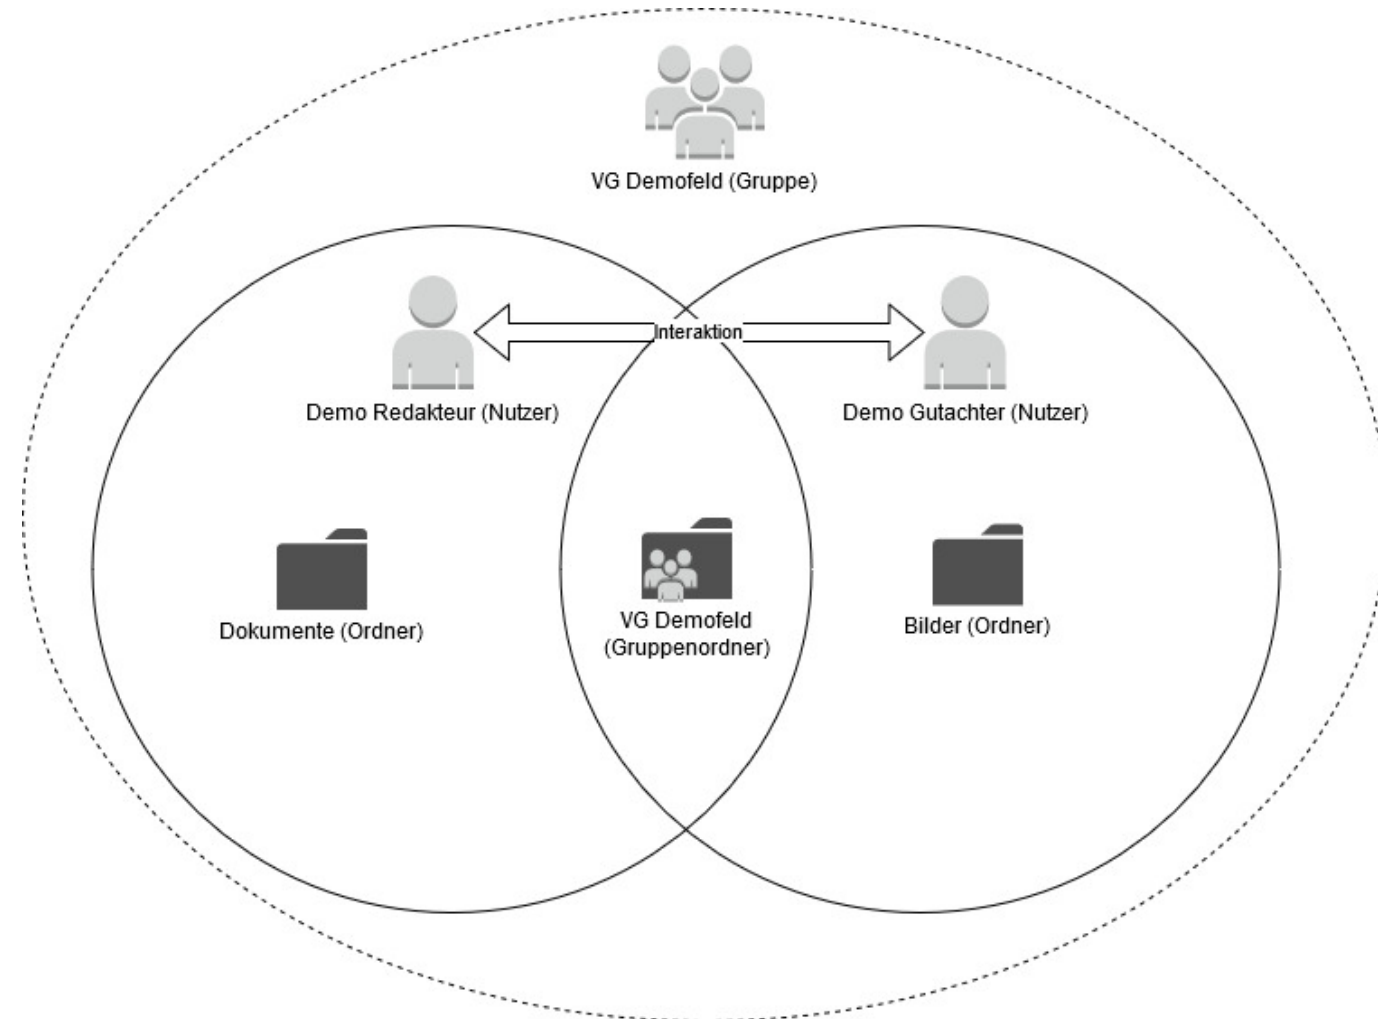 VG Demofeld (Gruppe)
Interaktion
Demo Redakteur (Nutzer)
Demo Gutachter (Nutzer)
Dokumente (Ordner)
VG Demofeld
(Gruppenordner)
Bilder (Ordner)